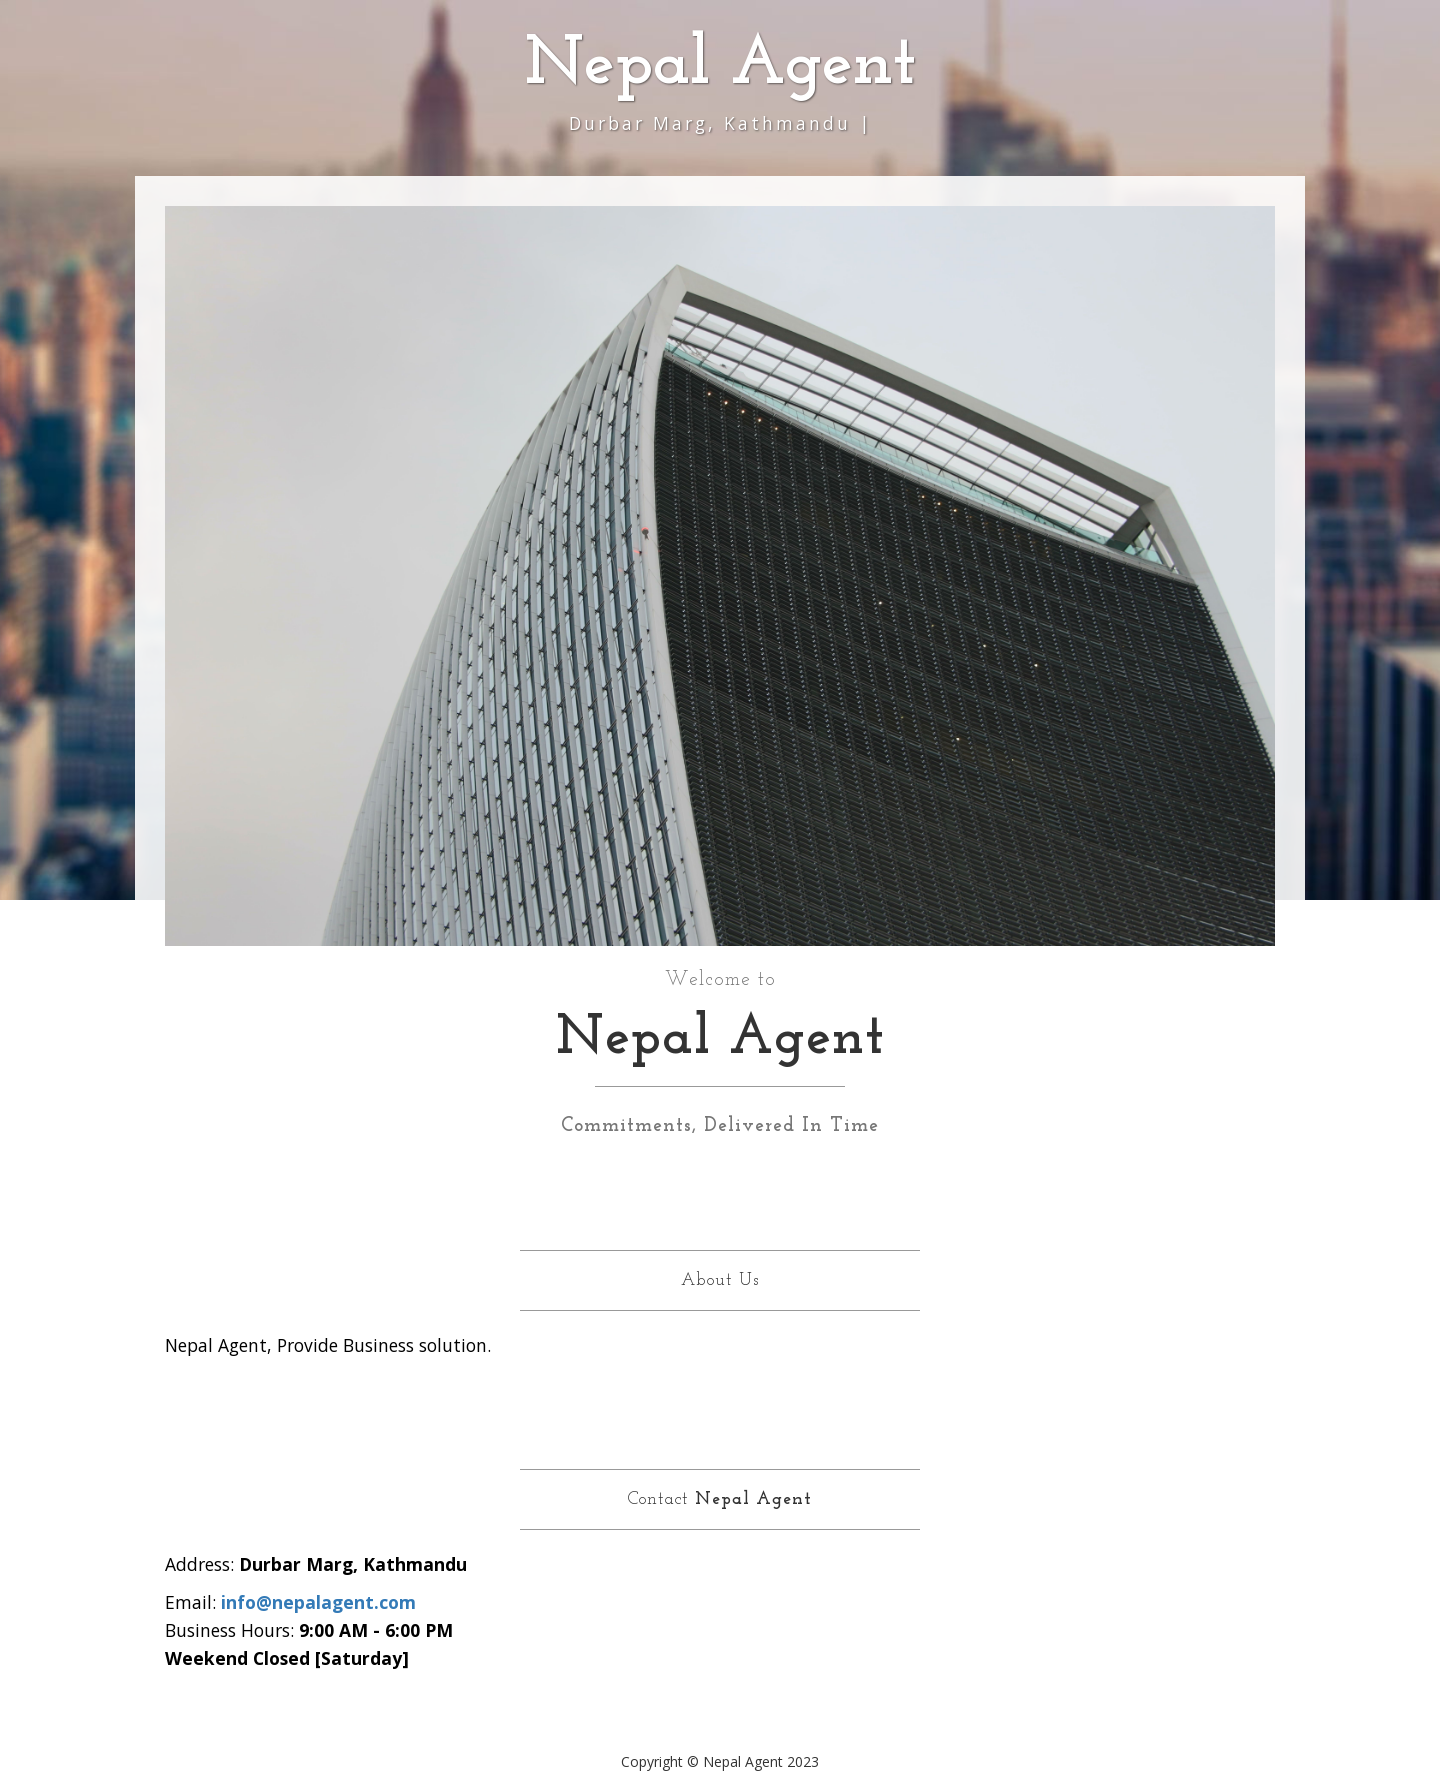 Nepal Agent
Durbar Marg, Kathmandu |
Welcome to
Nepal Agent
Commitments, Delivered In Time
About Us
Nepal Agent, Provide Business solution.
Contact Nepal Agent
Address: Durbar Marg, Kathmandu
Email: info@nepalagent.com
Business Hours: 9:00 AM - 6:00 PM
Weekend Closed [Saturday]
Copyright © Nepal Agent 2023